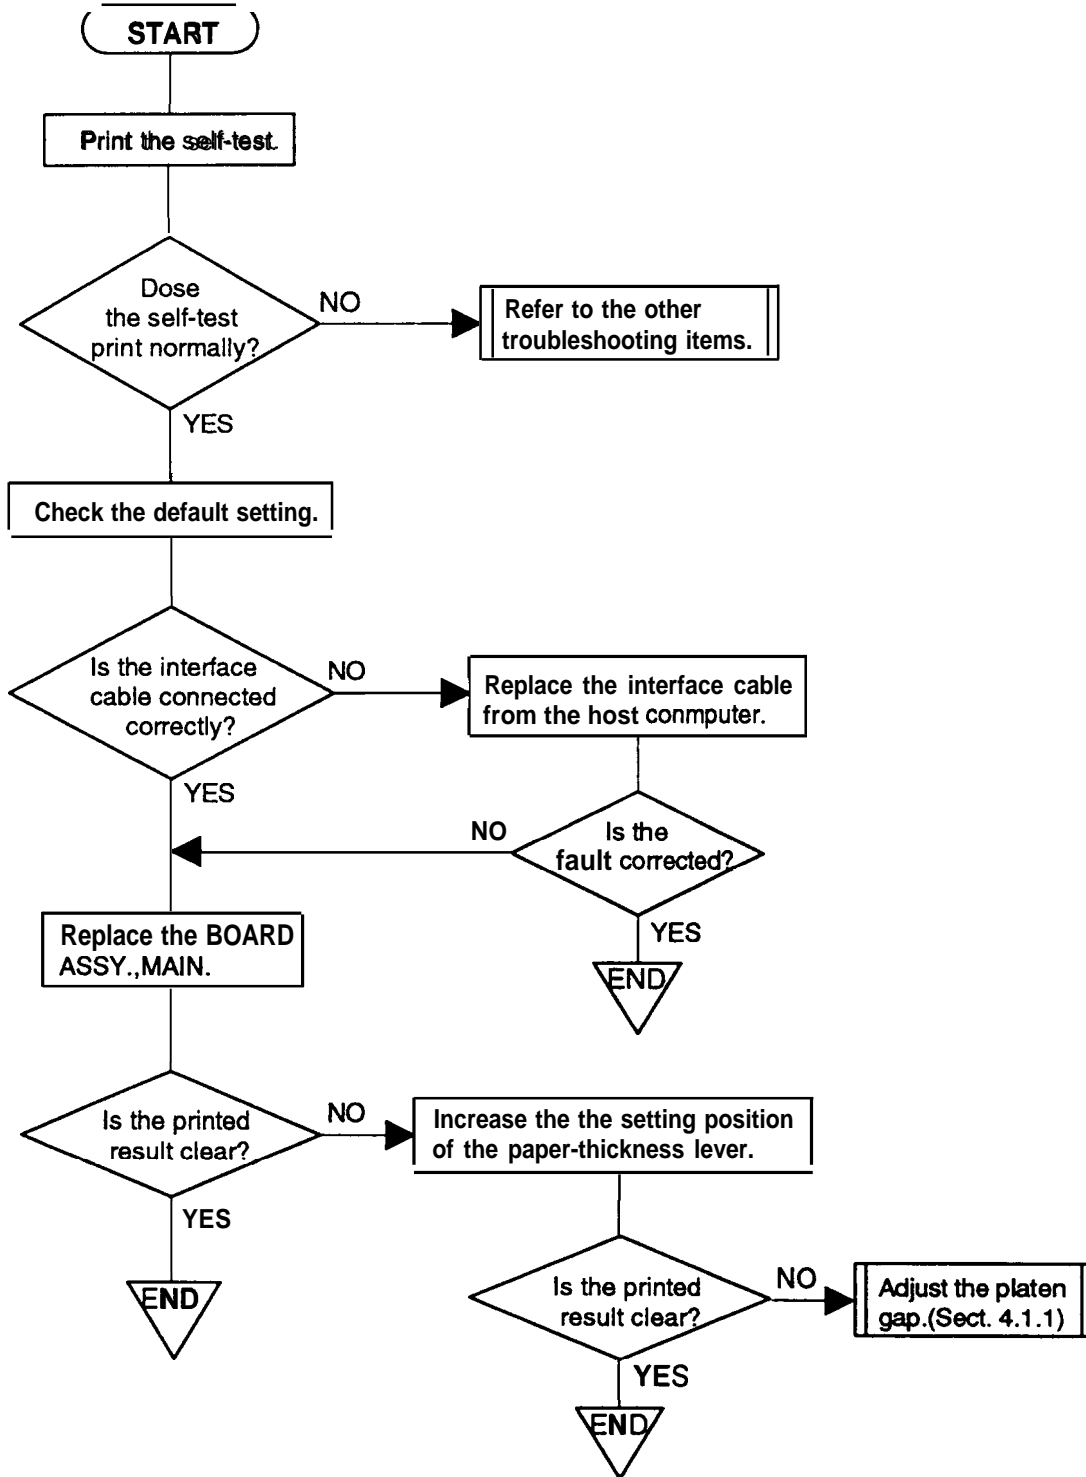 START
Print the self-test.
Dose
the self-test
print normally?
NO
Refer to the other
troubleshooting items.
YES
Check the default setting.
Is the interface
cable connected
correctly?
NO
Replace the interface cable
from the host conmputer.
YES
NO
Is the
fault corrected?
YES
END
Replace the BOARD
ASSY.,MAIN.
Is the printed
result clear?
NO
Increase the the setting position
of the paper-thickness lever.
YES
END
Is the printed
result clear?
NO
Adjust the platen
gap.(Sect. 4.1.1)
YES
END